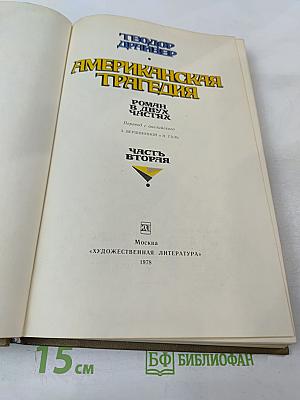 ТЕОДОР
ДРАЙЗЕР
АМЕРИКАНСКАЯ
ТРАГЕДИЯ
РОМАН
В ДВУХ
ЧАСТЯХ
Перевод с английского
З. ВЕРШИНИНОЙ и Н. ГАЛЬ
ЧАСТЬ
ВТОРАЯ
Москва
«ХУДОЖЕСТВЕННАЯ ЛИТЕРАТУРА»
1978
15 см
БФ БИБЛИОФАН